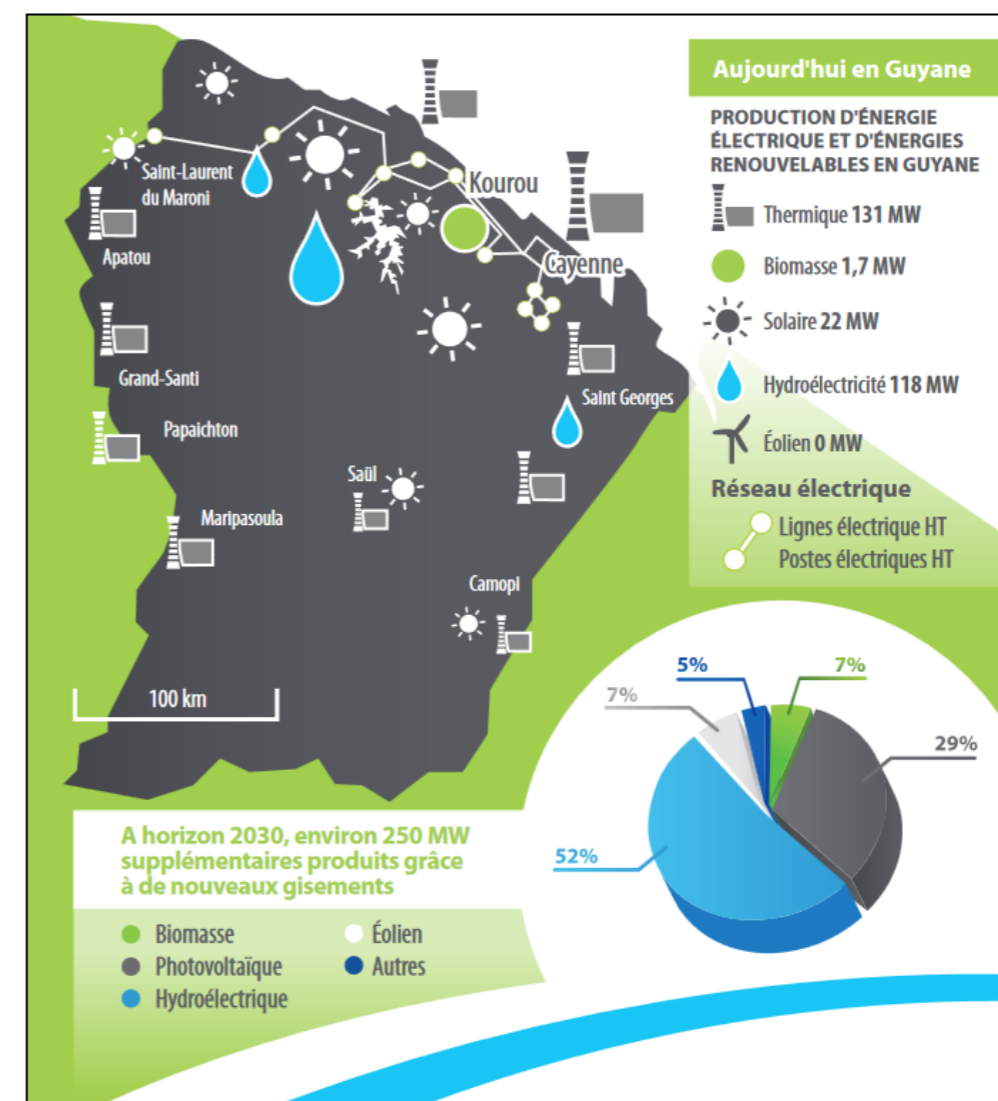 Aujourd'hui en Guyane
PRODUCTION D'ÉNERGIE
ÉLECTRIQUE ET D'ÉNERGIES
RENOUVELABLES EN GUYANE
Thermique 131 MW
Biomasse 1,7 MW
Solaire 22 MW
Hydroélectricité 118 MW
Éolien 0 MW
Réseau électrique
Lignes électrique HT
Postes électriques HT
Saint-Laurent
du Maroni
Kourou
Apatou
Cayenne
Grand-Santi
Saint Georges
Papaichton
Saül
Maripasoula
Camopi
100 km
5%
7%
7%
29%
52%
A horizon 2030, environ 250 MW
supplémentaires produits grâce
à de nouveaux gisements
Biomasse
Photovoltaïque
Hydroélectrique
Éolien
Autres